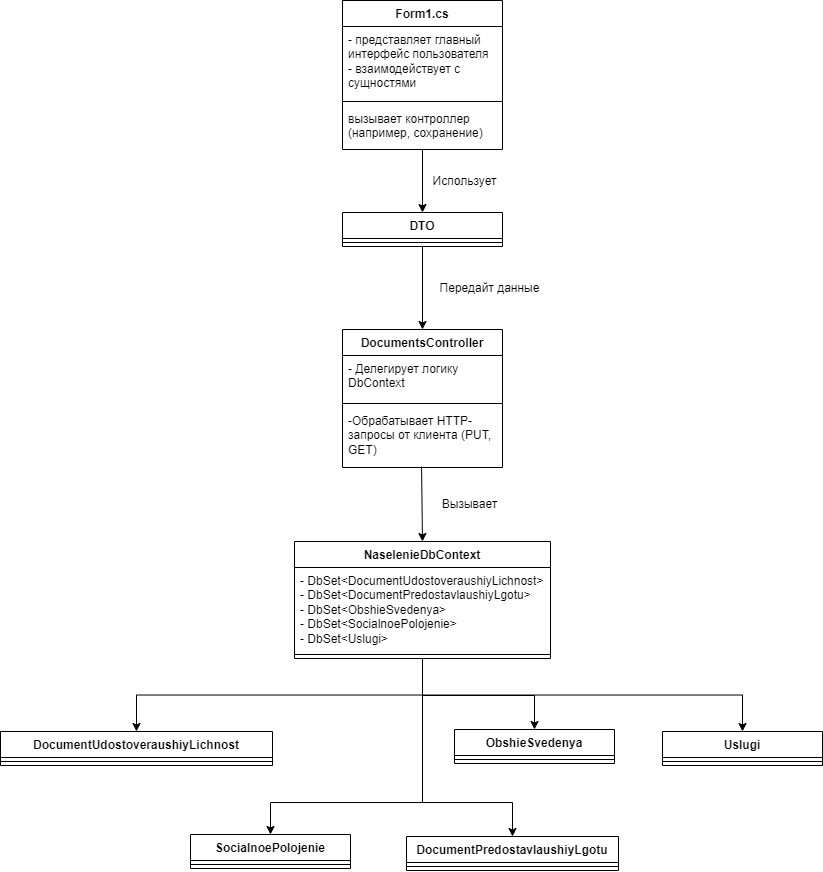 Form1.cs
- представляет главный
интерфейс пользователя
- взаимодействует с
сущностями
вызывает контроллер
(например, сохранение)
Использует
DTO
Передайт данные
DocumentsController
- Делегирует логику
DbContext
-Обрабатывает HTTP-
запросы от клиента (PUT,
GET)
Вызывает
NaselenieDbContext
- DbSet<DocumentUdostoveraushiyLichnost>
- DbSet<DocumentPredostavlaushiyLgotu>
- DbSet<ObshieSvedenya>
- DbSet<SocialnoePolojenie>
- DbSet<Uslugi>
DocumentUdostoveraushiyLichnost
ObshieSvedenya
Uslugi
SocialnoePolojenie
DocumentPredostavlaushiyLgotu